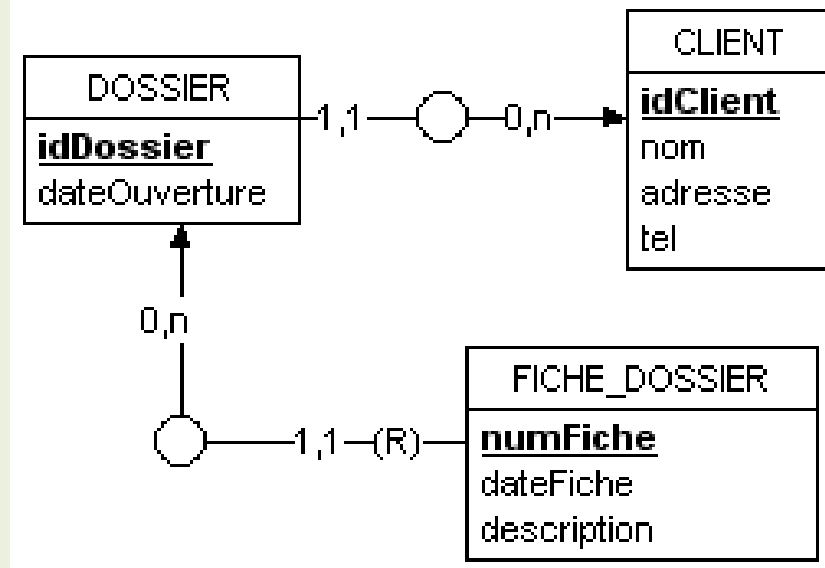 CLIENT
idClient
nom
adresse
tel
DOSSIER
idDossier
dateOuverture
1,1
0,n
0,n
1,1
(R)
FICHE_DOSSIER
numFiche
dateFiche
description